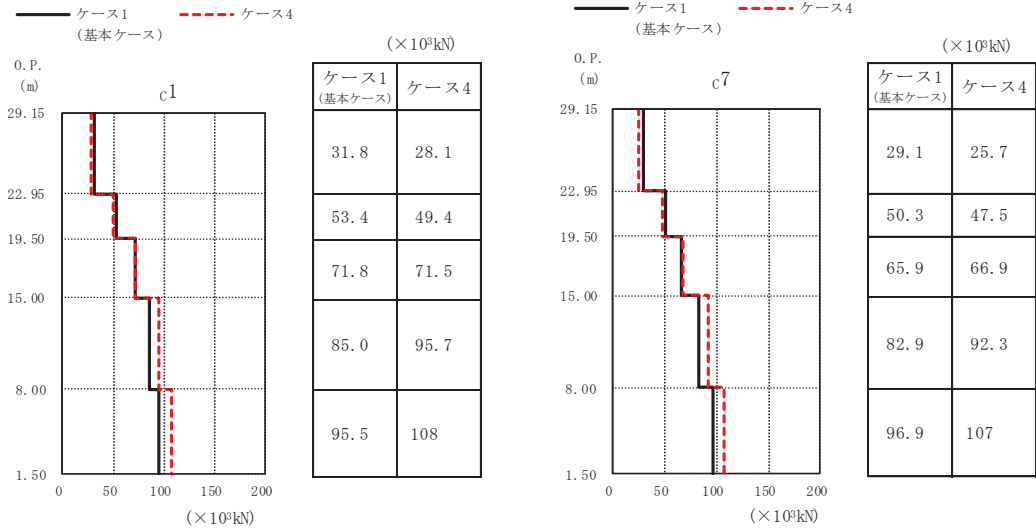 ケース1
(基本ケース)
ケース4
(×10³kN)
O.P.
(m)
C1
29.15
22.95
19.50
15.00
8.00
1.50
0 50 100 150 200
(×10³kN)
ケース1
(基本ケース)
ケース4
31.8 28.1
53.4 49.4
71.8 71.5
85.0 95.7
95.5 108
ケース1
(基本ケース)
ケース4
(×10³kN)
O.P.
(m)
C7
29.15
22.95
19.50
15.00
8.00
1.50
0 50 100 150 200
(×10³kN)
ケース1
(基本ケース)
ケース4
29.1 25.7
50.3 47.5
65.9 66.9
82.9 92.3
96.9 107